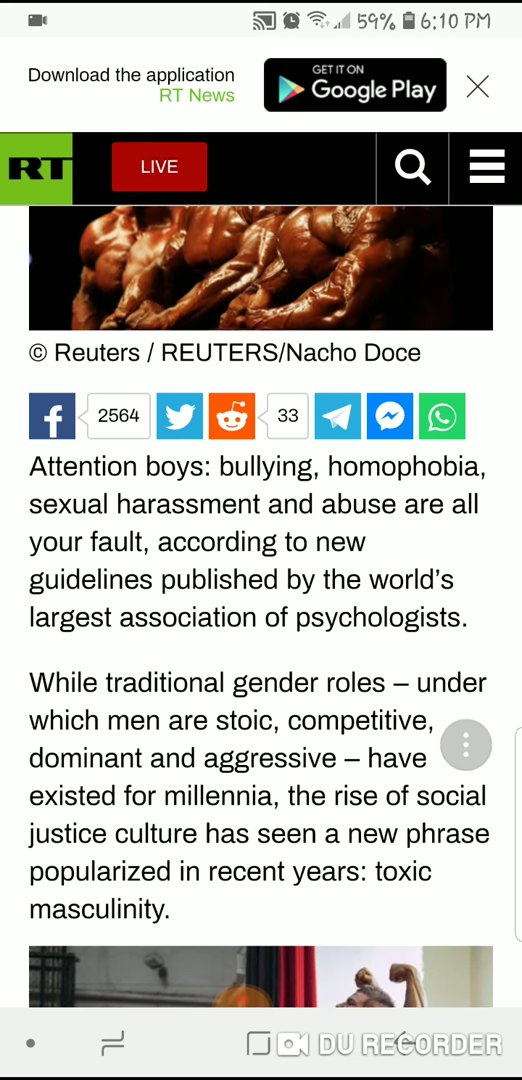 59% 6:10 PM
Download the application
RT News
GET IT ON
Google Play
RT
LIVE
© Reuters / REUTERS/Nacho Doce
2564
33
Attention boys: bullying, homophobia,
sexual harassment and abuse are all
your fault, according to new
guidelines published by the world’s
largest association of psychologists.
While traditional gender roles – under
which men are stoic, competitive,
dominant and aggressive – have
existed for millennia, the rise of social
justice culture has seen a new phrase
popularized in recent years: toxic
masculinity.
DU RECORDER